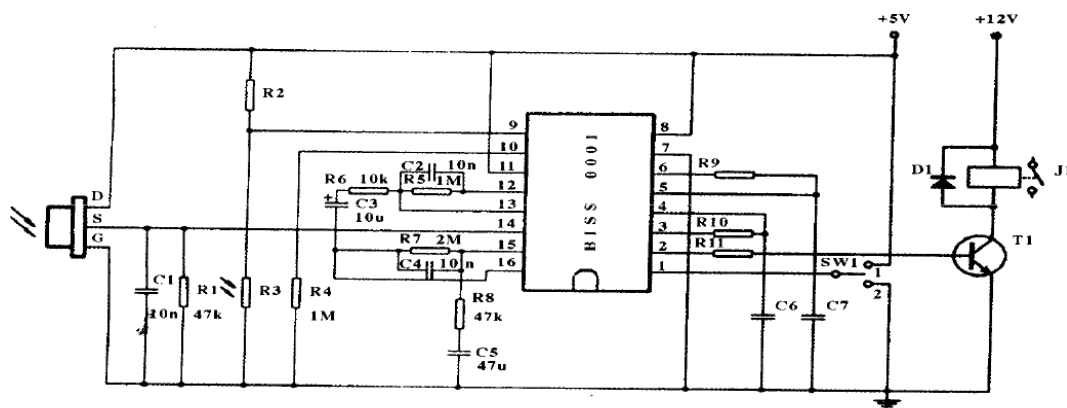 +5V +12V
R2
9 8
10 7
C2 10n 11 6 R9 D1 J1
R6 10k R5 1M 12 5
+ C3 13 4
D 10u 14 3 R10
S R7 2M 15 2 R11 T1
G C4 10n 16 1 SW1 1
BISS 0001
2
C1 R1 R3 R4 R8 C6 C7
10n 47k 1M 47k
C5
47u